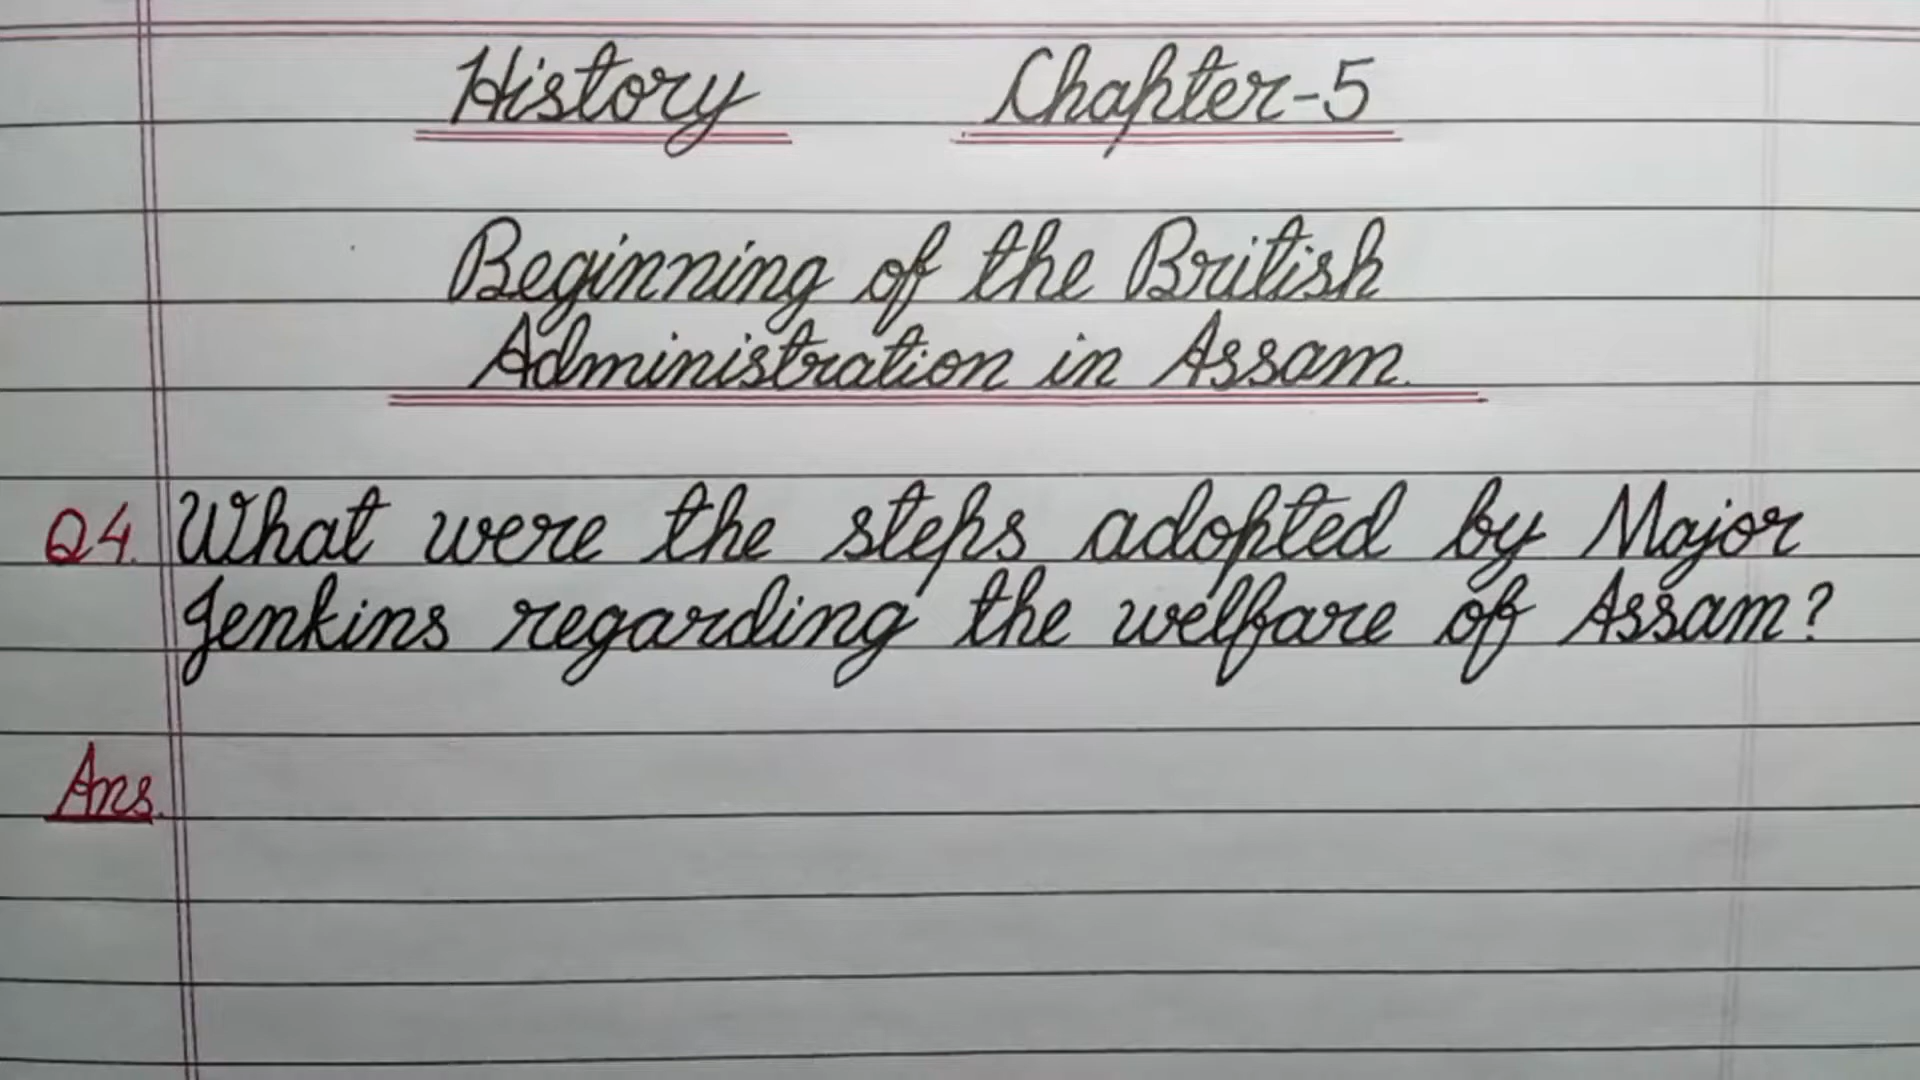 History Chapter-5
Beginning of the British
Administration in Assam.
Q4. What were the steps adopted by Major
Jenkins regarding the welfare of Assam?
Ans.